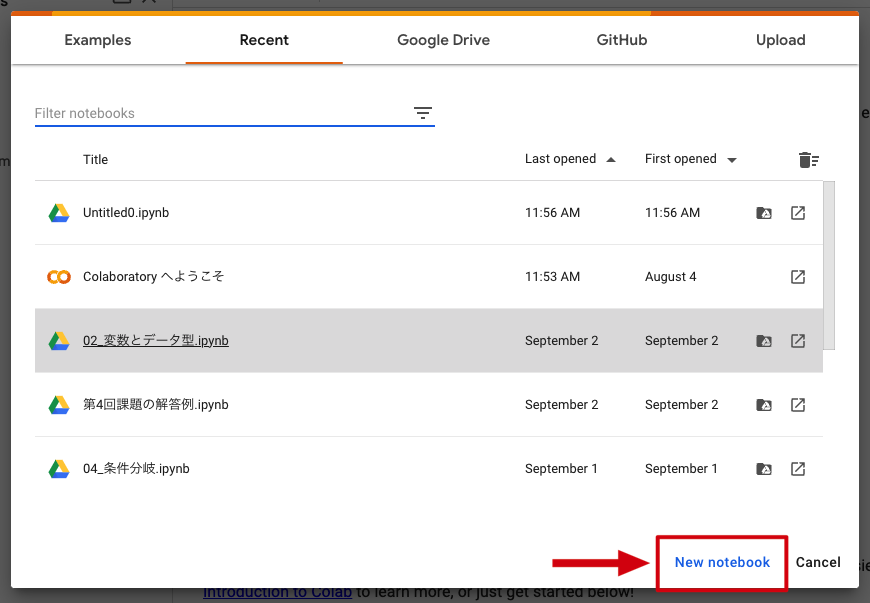 Examples Recent Google Drive GitHub Upload
Filter notebooks
Title Last opened First opened
Untitled0.ipynb 11:56 AM 11:56 AM
Colaboratory へようこそ 11:53 AM August 4
02_変数とデータ型.ipynb September 2 September 2
第4回課題の解答例.ipynb September 2 September 2
04_条件分岐.ipynb September 1 September 1
New notebook Cancel
Introduction to Colab to learn more, or just get started below!